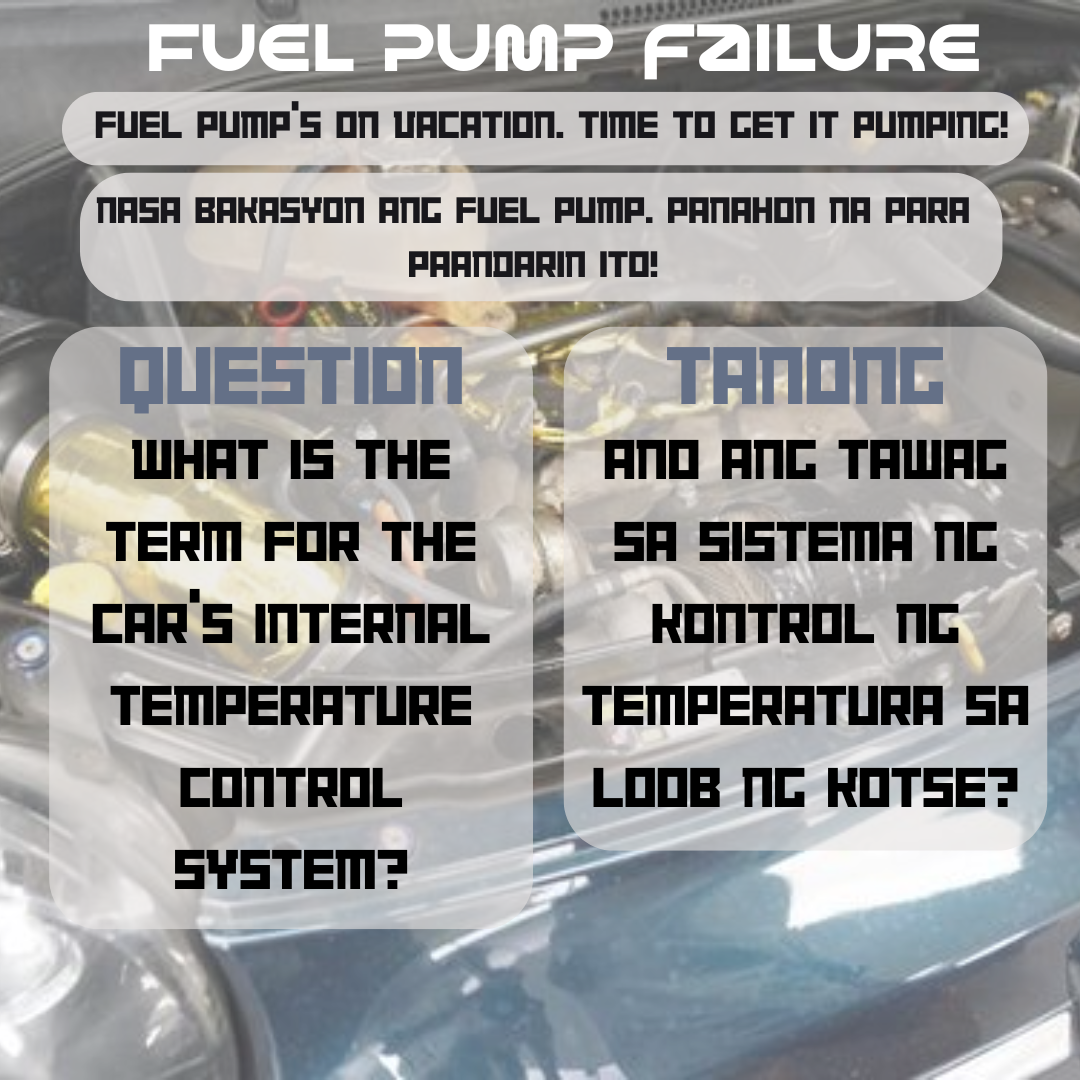 FUEL PUMP FAILURE
FUEL PUMP'S ON VACATION. TIME TO GET IT PUMPING!
NASA BAKASYON ANG FUEL PUMP. PANAHON NA PARA
PAANDARIN ITO!
QUESTION
WHAT IS THE
TERM FOR THE
CAR'S INTERNAL
TEMPERATURE
CONTROL
SYSTEM?
TANONG
ANO ANG TAWAG
SA SISTEMA NG
KONTROL NG
TEMPERATURA SA
LOOB NG KOTSE?